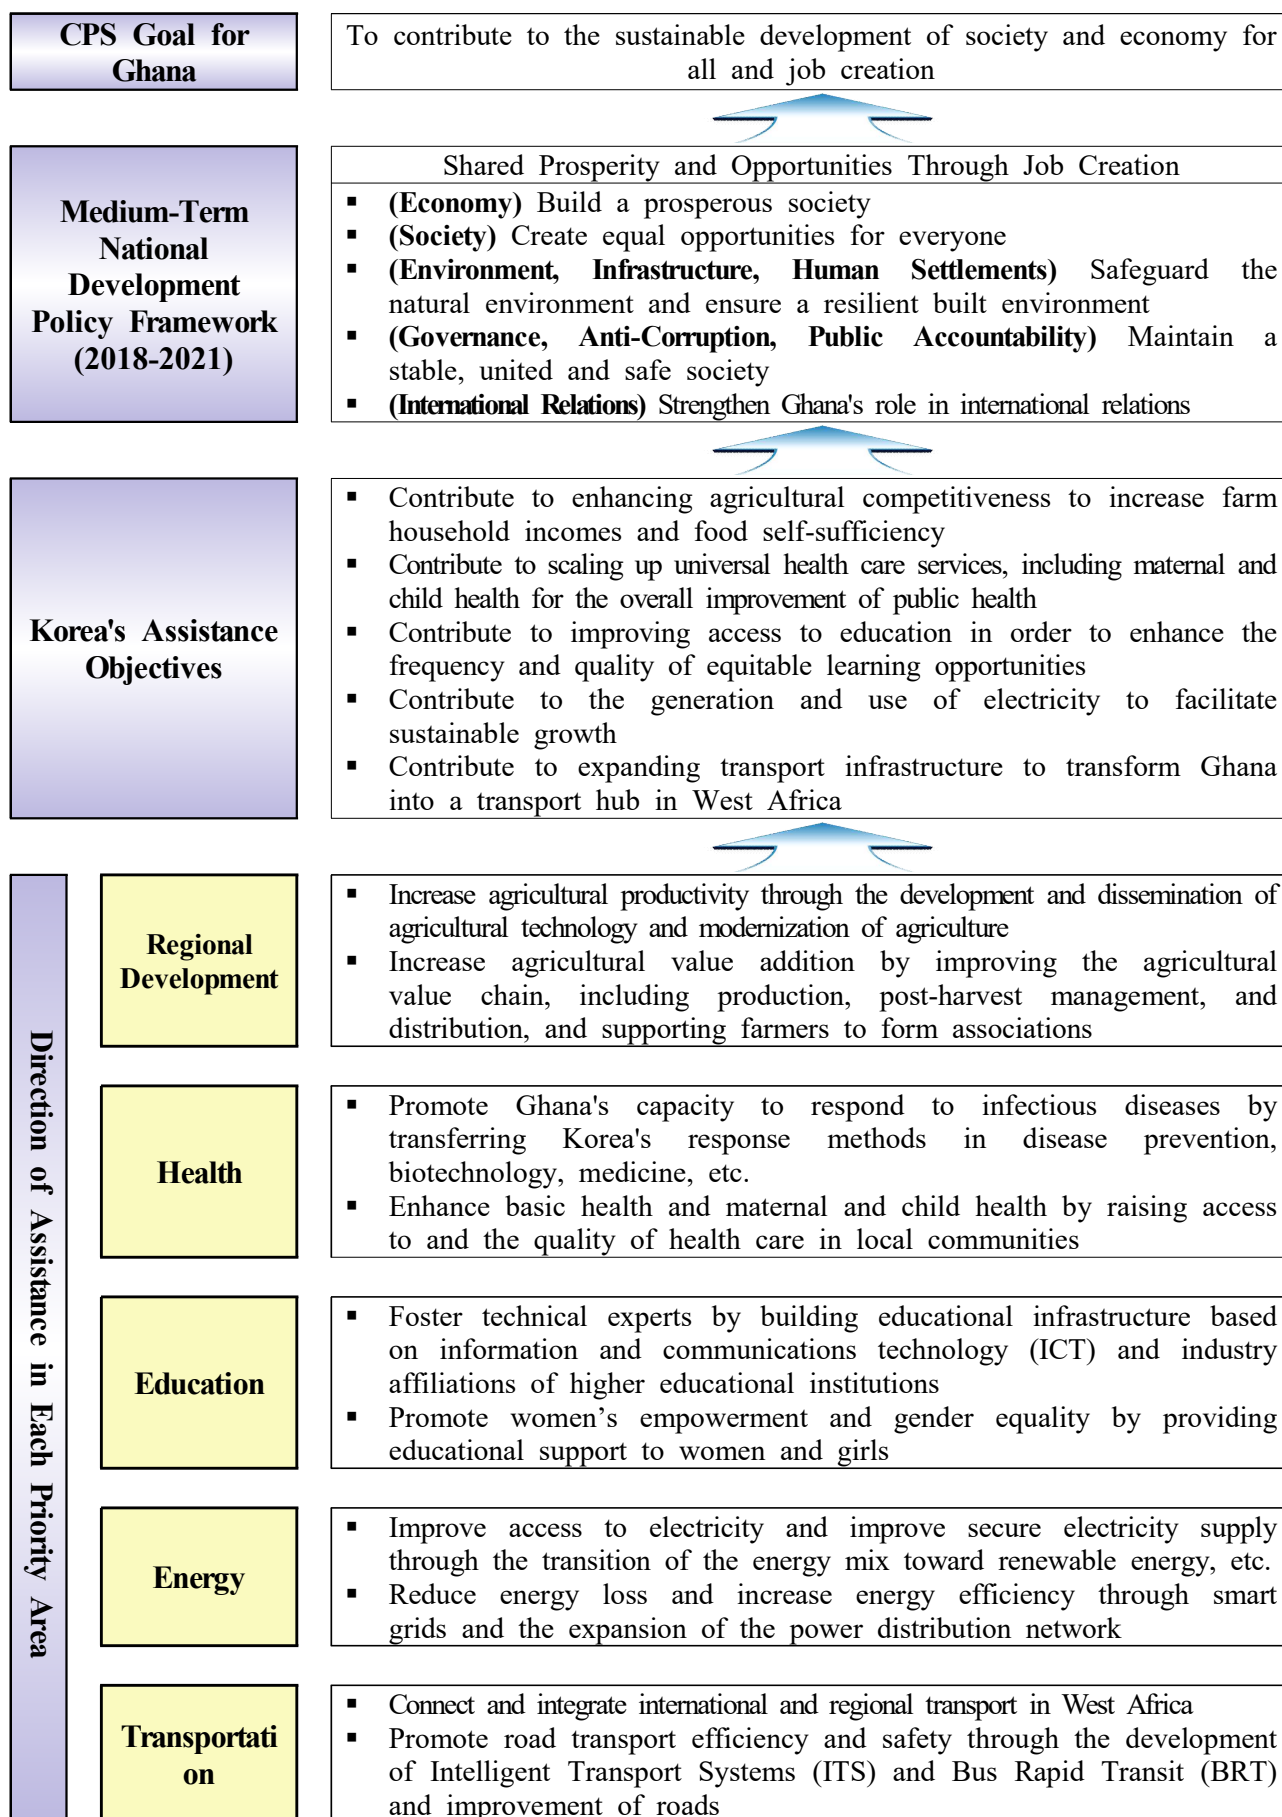 CPS Goal for
Ghana
To contribute to the sustainable development of society and economy for
all and job creation
Medium-Term
National
Development
Policy Framework
(2018-2021)
Shared Prosperity and Opportunities Through Job Creation
▪ (Economy) Build a prosperous society
▪ (Society) Create equal opportunities for everyone
▪ (Environment, Infrastructure, Human Settlements) Safeguard the
natural environment and ensure a resilient built environment
▪ (Governance, Anti-Corruption, Public Accountability) Maintain a
stable, united and safe society
▪ (International Relations) Strengthen Ghana's role in international relations
Korea's Assistance
Objectives
▪ Contribute to enhancing agricultural competitiveness to increase farm
household incomes and food self-sufficiency
▪ Contribute to scaling up universal health care services, including maternal and
child health for the overall improvement of public health
▪ Contribute to improving access to education in order to enhance the
frequency and quality of equitable learning opportunities
▪ Contribute to the generation and use of electricity to facilitate
sustainable growth
▪ Contribute to expanding transport infrastructure to transform Ghana
into a transport hub in West Africa
Direction of Assistance in Each Priority Area
Regional
Development
▪ Increase agricultural productivity through the development and dissemination of
agricultural technology and modernization of agriculture
▪ Increase agricultural value addition by improving the agricultural
value chain, including production, post-harvest management, and
distribution, and supporting farmers to form associations
Health
▪ Promote Ghana's capacity to respond to infectious diseases by
transferring Korea's response methods in disease prevention,
biotechnology, medicine, etc.
▪ Enhance basic health and maternal and child health by raising access
to and the quality of health care in local communities
Education
▪ Foster technical experts by building educational infrastructure based
on information and communications technology (ICT) and industry
affiliations of higher educational institutions
▪ Promote women’s empowerment and gender equality by providing
educational support to women and girls
Energy
▪ Improve access to electricity and improve secure electricity supply
through the transition of the energy mix toward renewable energy, etc.
▪ Reduce energy loss and increase energy efficiency through smart
grids and the expansion of the power distribution network
Transportati
on
▪ Connect and integrate international and regional transport in West Africa
▪ Promote road transport efficiency and safety through the development
of Intelligent Transport Systems (ITS) and Bus Rapid Transit (BRT)
and improvement of roads